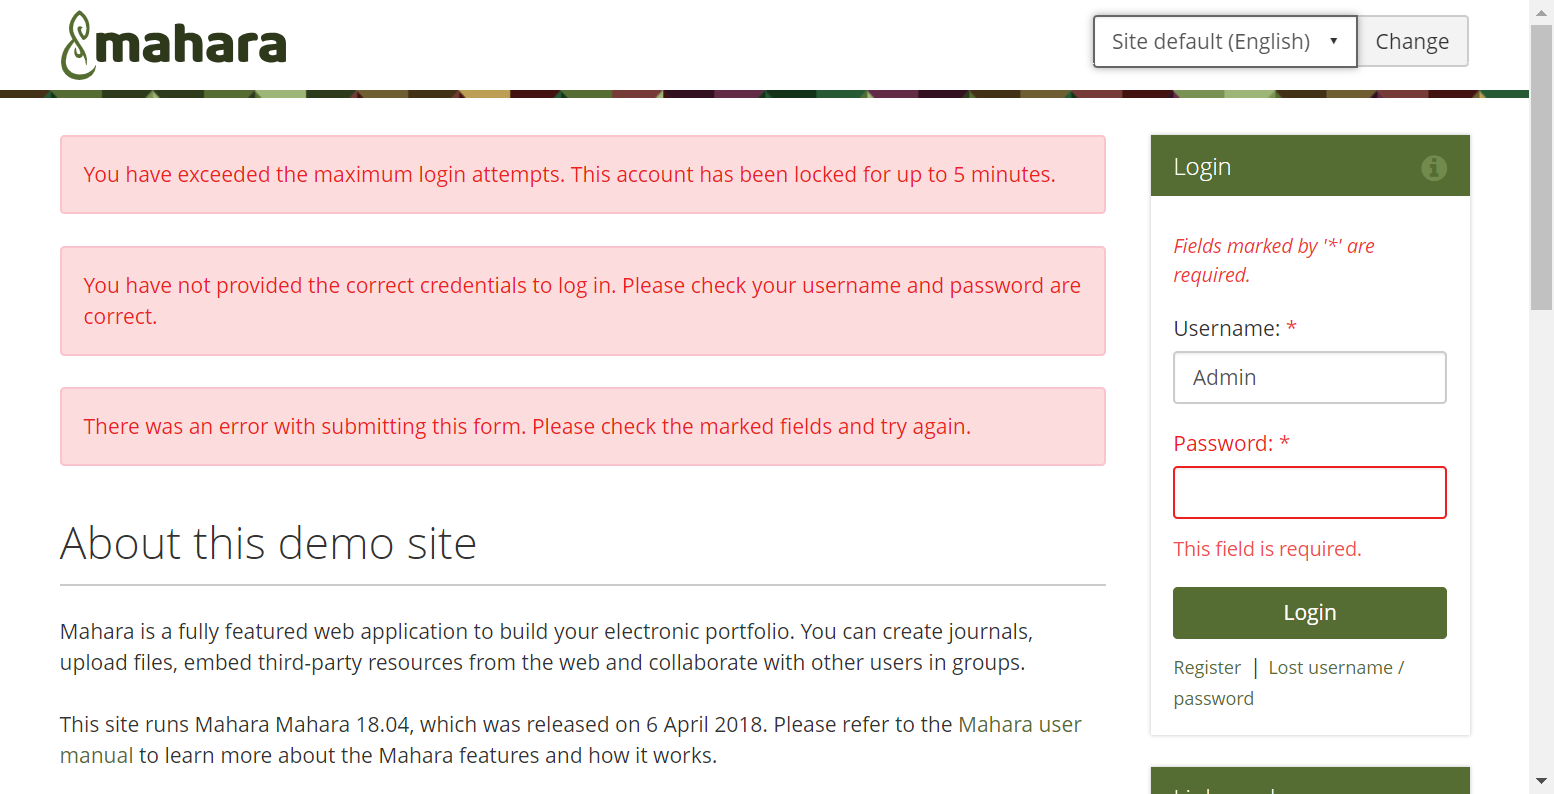 mahara
Site default (English)
Change
You have exceeded the maximum login attempts. This account has been locked for up to 5 minutes.
You have not provided the correct credentials to log in. Please check your username and password are
correct.
There was an error with submitting this form. Please check the marked fields and try again.
About this demo site
Mahara is a fully featured web application to build your electronic portfolio. You can create journals,
upload files, embed third-party resources from the web and collaborate with other users in groups.
This site runs Mahara Mahara 18.04, which was released on 6 April 2018. Please refer to the Mahara user
manual to learn more about the Mahara features and how it works.
Login
Fields marked by '*' are
required.
Username: *
Admin
Password: *
This field is required.
Login
Register | Lost username /
password